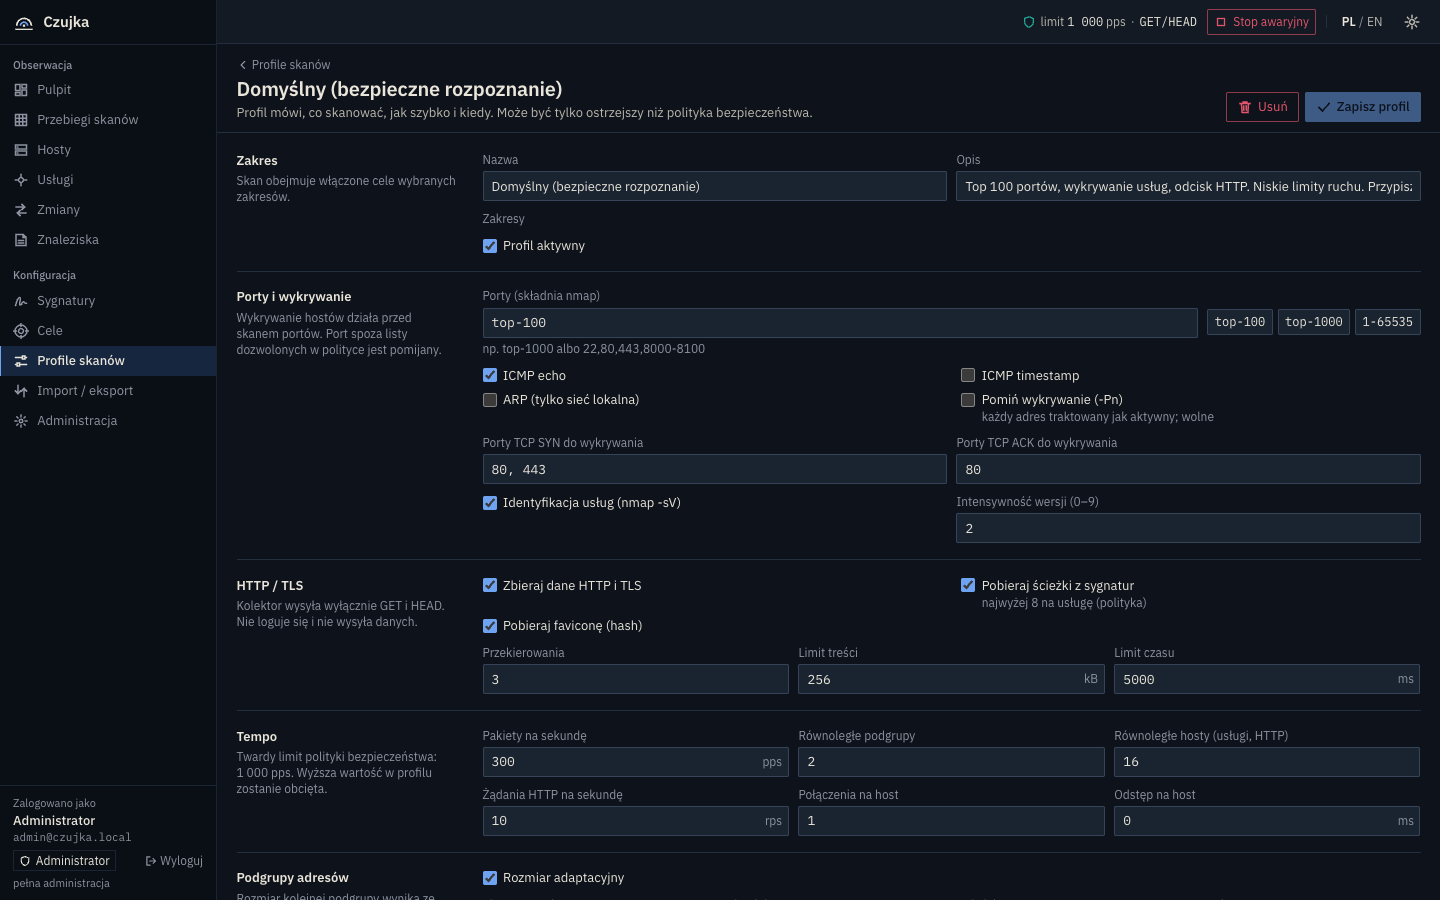 Czujka
limit 1 000 pps · GET/HEAD
Stop awaryjny
PL / EN
Obserwacja
Pulpit
Przebiegi skanów
Hosty
Usługi
Zmiany
Znaleziska
Konfiguracja
Sygnatury
Cele
Profile skanów
Import / eksport
Administracja
Zalogowano jako
Administrator
admin@czujka.local
Administrator
Wyloguj
pełna administracja
Profile skanów
Domyślny (bezpieczne rozpoznanie)
Profil mówi, co skanować, jak szybko i kiedy. Może być tylko ostrzejszy niż polityka bezpieczeństwa.
Usuń
Zapisz profil
Zakres
Skan obejmuje włączone cele wybranych
zakresów.
Nazwa
Domyślny (bezpieczne rozpoznanie)
Opis
Top 100 portów, wykrywanie usług, odcisk HTTP. Niskie limity ruchu. Przypisz
Zakresy
Profil aktywny
Porty i wykrywanie
Wykrywanie hostów działa przed
skanem portów. Port spoza listy
dozwolonych w polityce jest pomijany.
Porty (składnia nmap)
top-100
top-100
top-1000
1-65535
np. top-1000 albo 22,80,443,8000-8100
ICMP echo
ICMP timestamp
ARP (tylko sieć lokalna)
Pomiń wykrywanie (-Pn)
każdy adres traktowany jak aktywny; wolne
Porty TCP SYN do wykrywania
80, 443
Porty TCP ACK do wykrywania
80
Identyfikacja usług (nmap -sV)
Intensywność wersji (0–9)
2
HTTP / TLS
Kolektor wysyła wyłącznie GET i HEAD.
Nie loguje się i nie wysyła danych.
Zbieraj dane HTTP i TLS
Pobieraj ścieżki z sygnatur
najwyżej 8 na usługę (polityka)
Pobieraj faviconę (hash)
Przekierowania
3
Limit treści
256 kB
Limit czasu
5000 ms
Tempo
Twardy limit polityki bezpieczeństwa:
1 000 pps. Wyższa wartość w profilu
zostanie obcięta.
Pakiety na sekundę
300 pps
Równoległe podgrupy
2
Równoległe hosty (usługi, HTTP)
16
Żądania HTTP na sekundę
10 rps
Połączenia na host
1
Odstęp na host
0 ms
Podgrupy adresów
Rozmiar kolejnej podgrupy wynika ze
Rozmiar adaptacyjny